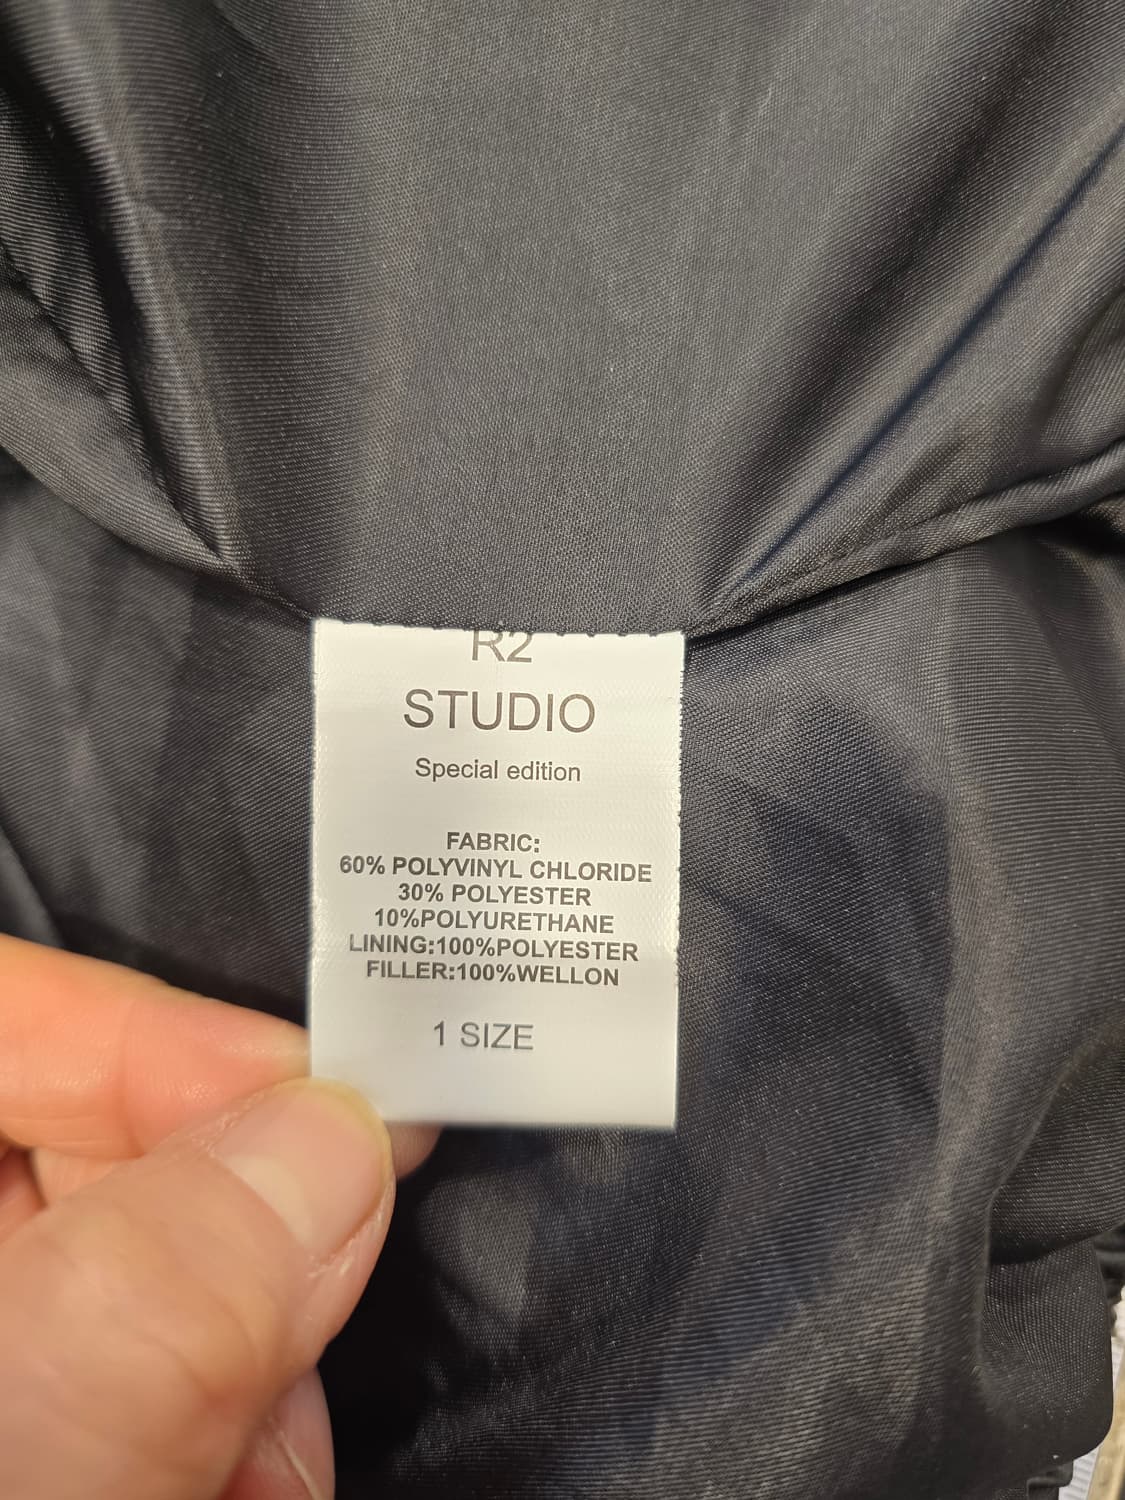 R2
STUDIO
Special edition
FABRIC:
60% POLYVINYL CHLORIDE
30% POLYESTER
10%POLYURETHANE
LINING:100%POLYESTER
FILLER:100%WELLON
1 SIZE